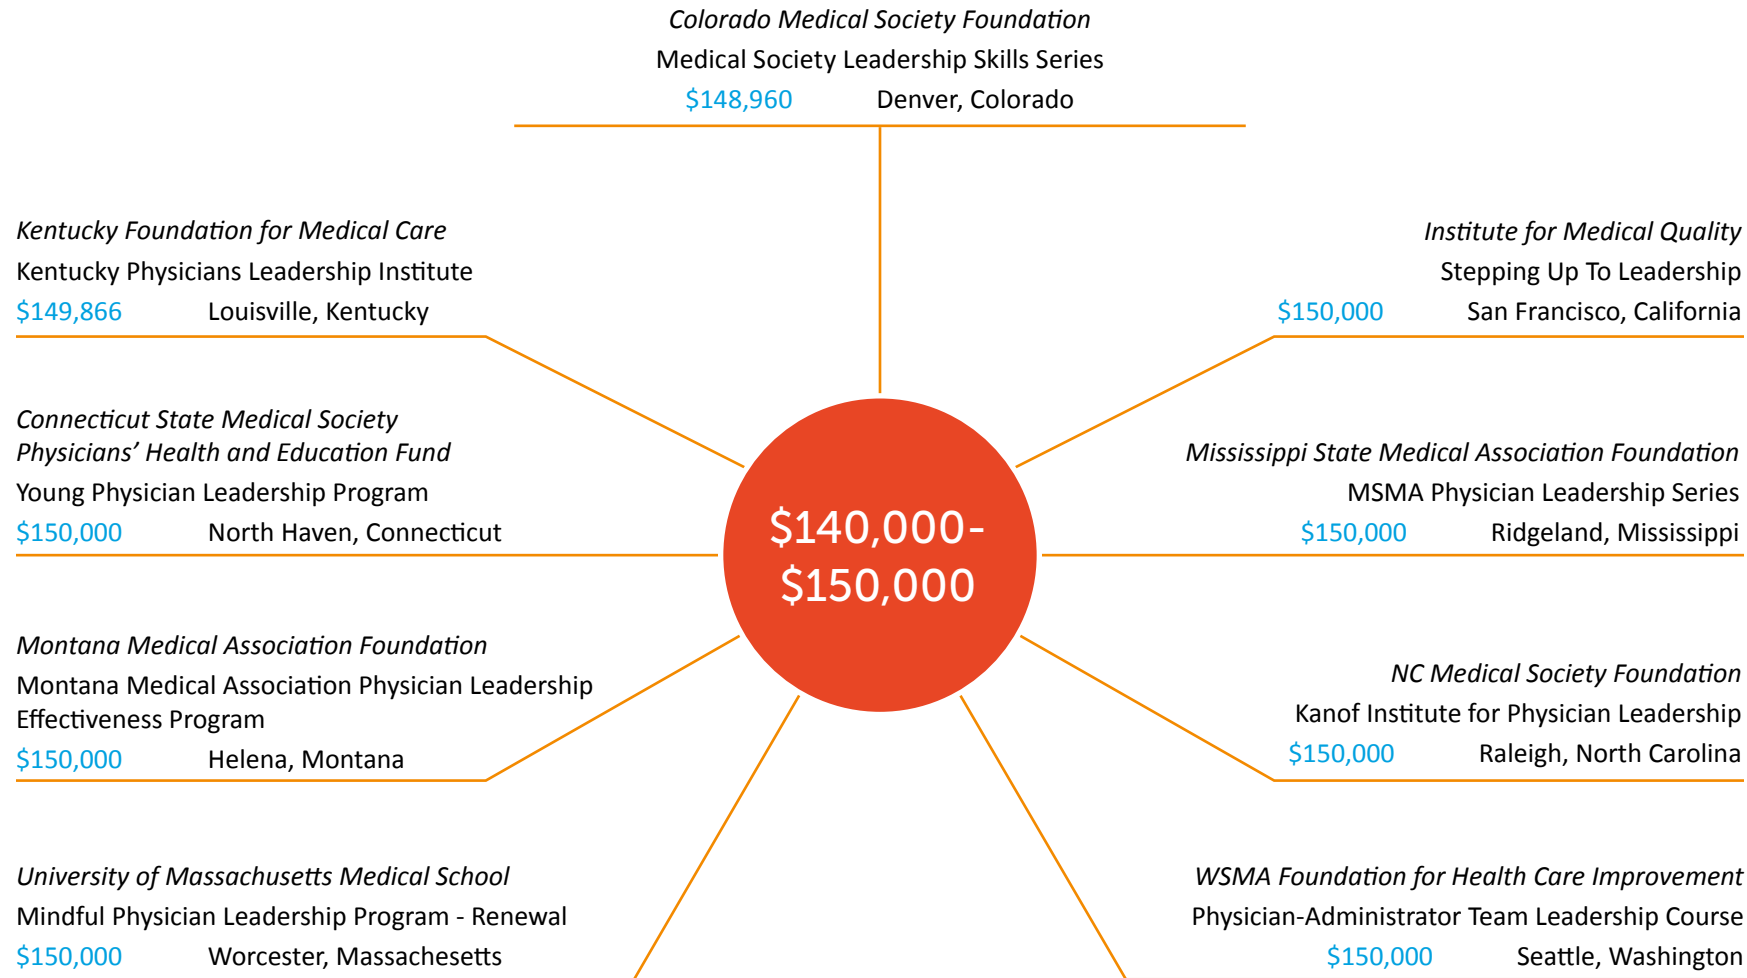 Colorado Medical Society Foundation
Medical Society Leadership Skills Series
$148,960 Denver, Colorado
Kentucky Foundation for Medical Care
Kentucky Physicians Leadership Institute
$149,866 Louisville, Kentucky
Institute for Medical Quality
Stepping Up To Leadership
$150,000 San Francisco, California
Connecticut State Medical Society
Physicians’ Health and Education Fund
Young Physician Leadership Program
$150,000 North Haven, Connecticut
Mississippi State Medical Association Foundation
MSMA Physician Leadership Series
$150,000 Ridgeland, Mississippi
$140,000-
$150,000
Montana Medical Association Foundation
Montana Medical Association Physician Leadership
Effectiveness Program
$150,000 Helena, Montana
NC Medical Society Foundation
Kanof Institute for Physician Leadership
$150,000 Raleigh, North Carolina
University of Massachusetts Medical School
Mindful Physician Leadership Program - Renewal
$150,000 Worcester, Massachesetts
WSMA Foundation for Health Care Improvement
Physician-Administrator Team Leadership Course
$150,000 Seattle, Washington